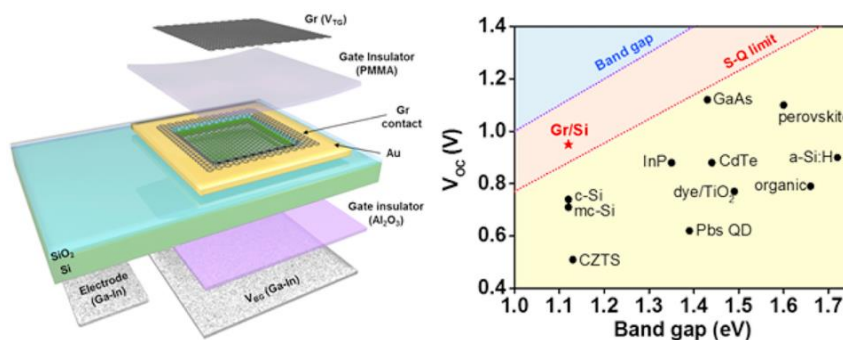 Gr (VTG)
Gate Insulator
(PMMA)
Gr
contact
Au
Gate insulator
(Al2O3)
SiO2
Si
Electrode
(Ga-In)
VBG (Ga-In)
VOC (V)
1.4
1.2
1.0
0.8
0.6
0.4
Band gap
S-Q limit
Gr/Si
GaAs
perovskite
InP
CdTe
a-Si:H
c-Si
mc-Si
dye/TiO2
organic
Pbs QD
CZTS
1.0 1.1 1.2 1.3 1.4 1.5 1.6 1.7
Band gap (eV)